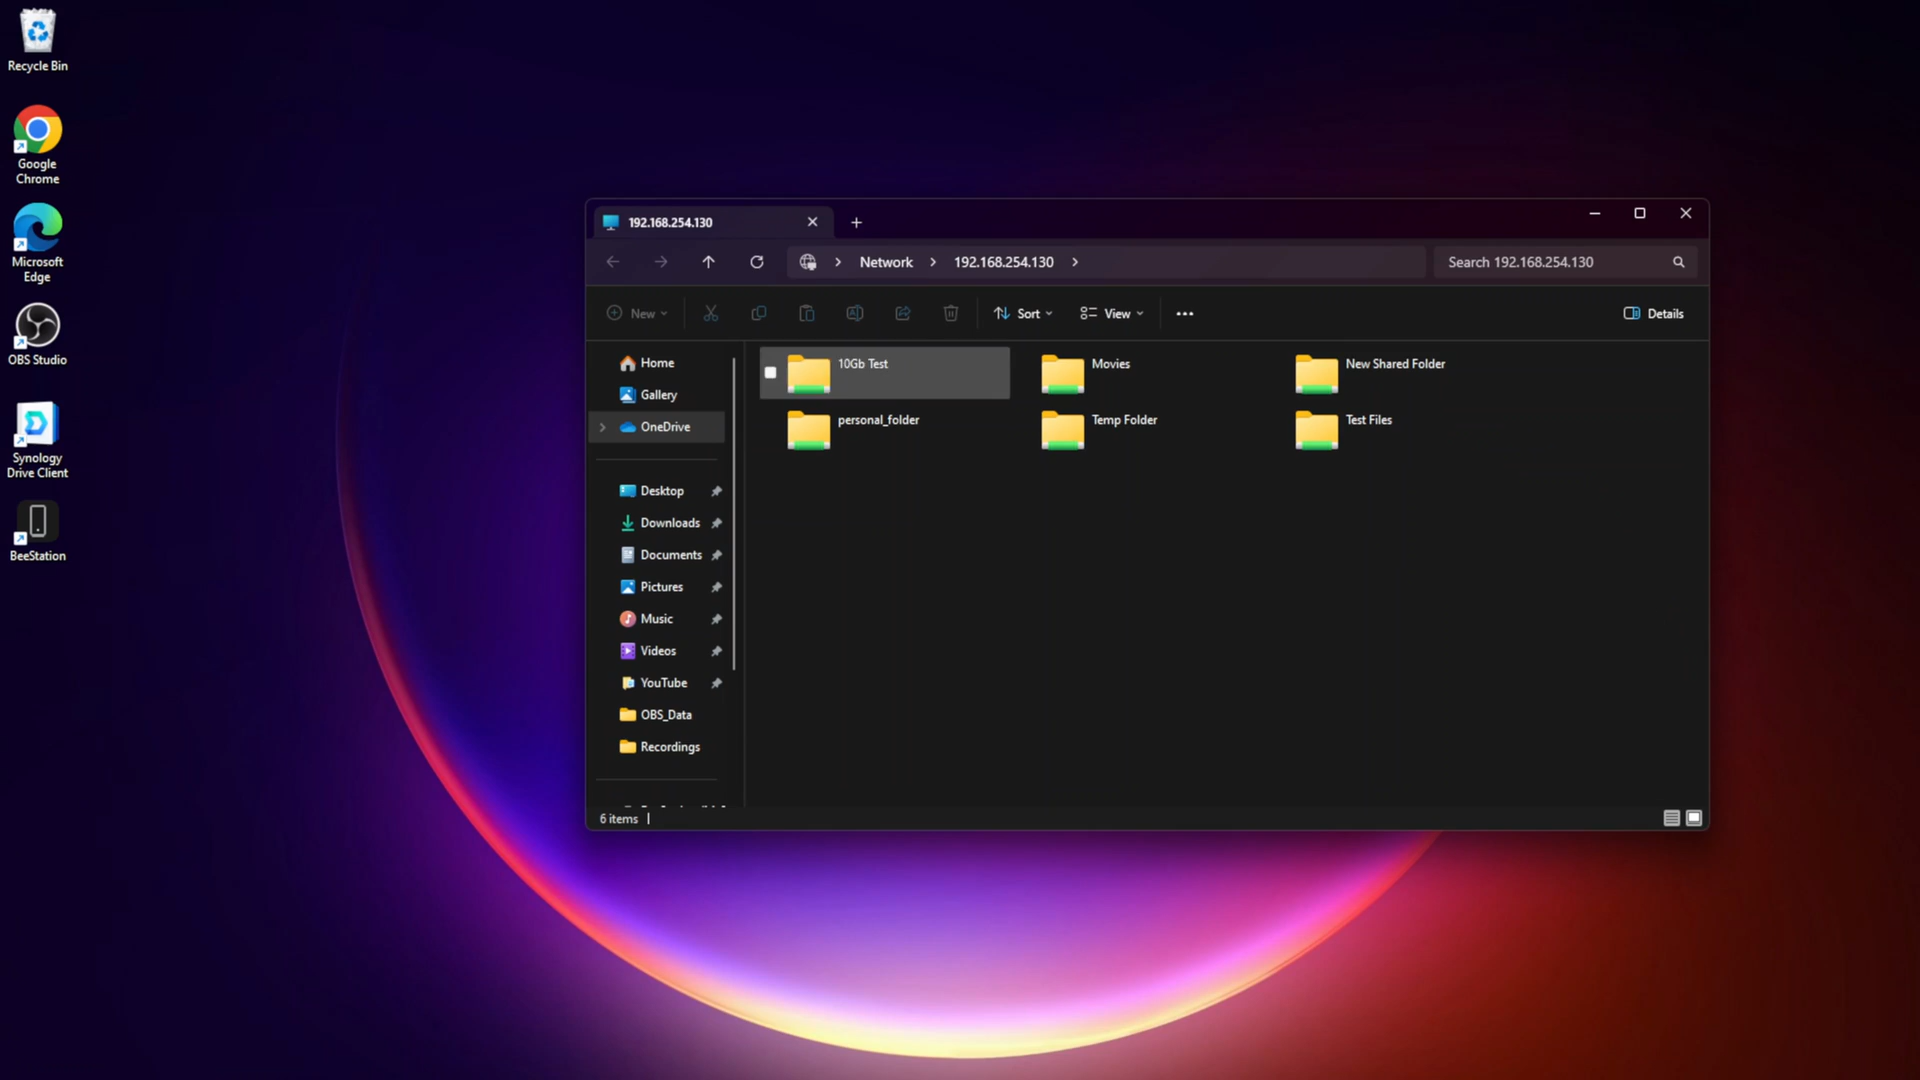 Recycle Bin
Google
Chrome
Microsoft
Edge
OBS Studio
Synology
Drive Client
BeeStation
192.168.254.130
Network
192.168.254.130
Search 192.168.254.130
New
Sort
View
Details
Home
Gallery
OneDrive
Desktop
Downloads
Documents
Pictures
Music
Videos
YouTube
OBS_Data
Recordings
10Gb Test
Movies
New Shared Folder
personal_folder
Temp Folder
Test Files
6 items